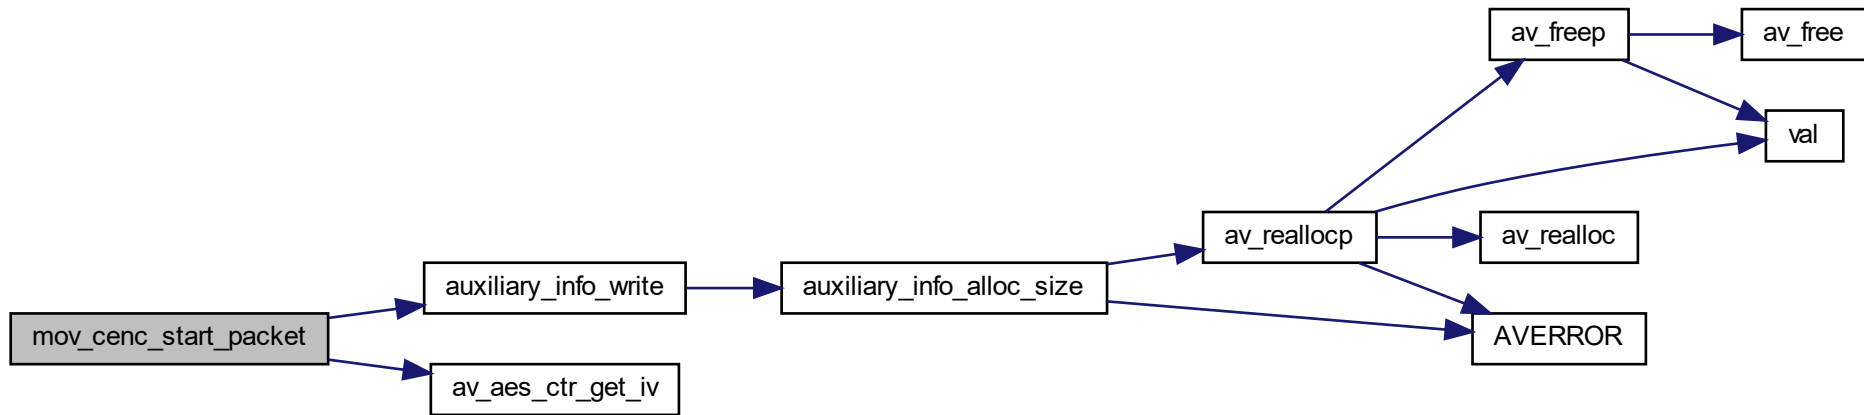 mov_cenc_start_packet
auxiliary_info_write
av_aes_ctr_get_iv
auxiliary_info_alloc_size
av_reallocp
av_freep
av_free
val
av_realloc
AVERROR